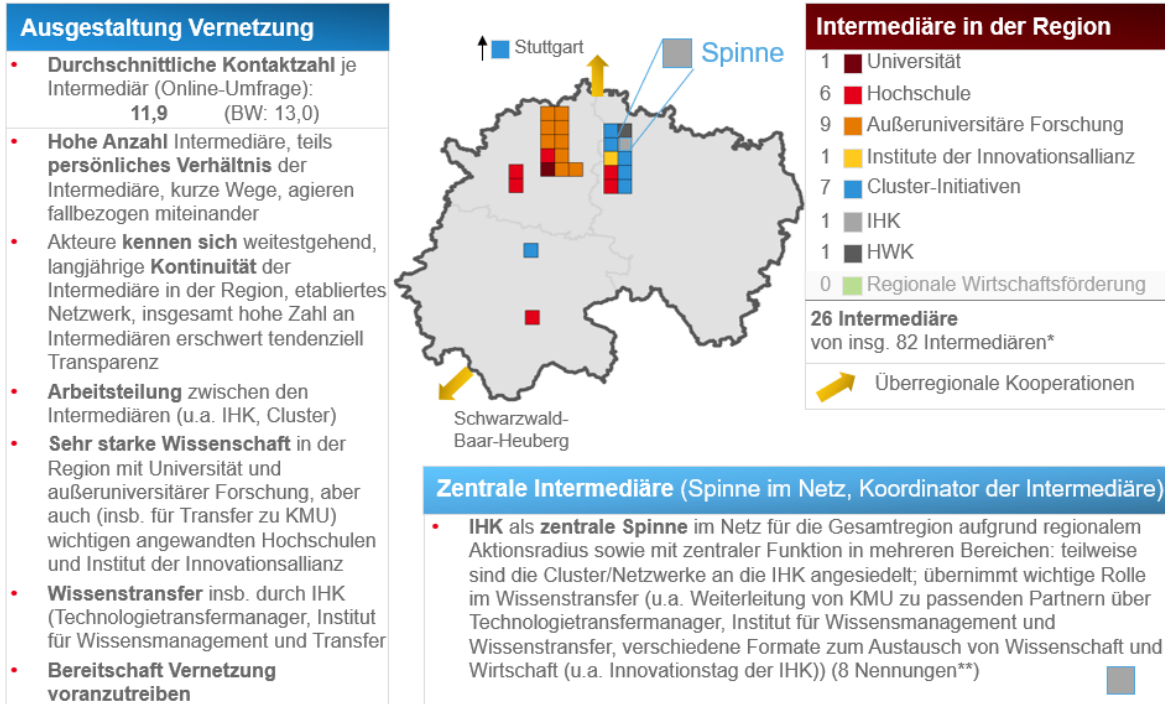 Ausgestaltung Vernetzung
• Durchschnittliche Kontaktzahl je
Intermediär (Online-Umfrage):
11,9 (BW: 13,0)
• Hohe Anzahl Intermediäre, teils
persönliches Verhältnis der
Intermediäre, kurze Wege, agieren
fallbezogen miteinander
• Akteure kennen sich weitestgehend,
langjährige Kontinuität der
Intermediäre in der Region, etabliertes
Netzwerk, insgesamt hohe Zahl an
Intermediären erschwert tendenziell
Transparenz
• Arbeitsteilung zwischen den
Intermediären (u.a. IHK, Cluster)
• Sehr starke Wissenschaft in der
Region mit Universität und
außeruniversitärer Forschung, aber
auch (insb. für Transfer zu KMU)
wichtigen angewandten Hochschulen
und Institut der Innovationsallianz
• Wissenstransfer insb. durch IHK
(Technologietransfermanager, Institut
für Wissensmanagement und Transfer
• Bereitschaft Vernetzung
voranzutreiben
Stuttgart
Spinne
Schwarzwald-
Baar-Heuberg
Intermediäre in der Region
1 Universität
6 Hochschule
9 Außeruniversitäre Forschung
1 Institute der Innovationsallianz
7 Cluster-Initiativen
1 IHK
1 HWK
0 Regionale Wirtschaftsförderung
26 Intermediäre
von insg. 82 Intermediären*
Überregionale Kooperationen
Zentrale Intermediäre (Spinne im Netz, Koordinator der Intermediäre)
• IHK als zentrale Spinne im Netz für die Gesamtregion aufgrund regionalem
Aktionsradius sowie mit zentraler Funktion in mehreren Bereichen: teilweise
sind die Cluster/Netzwerke an die IHK angesiedelt; übernimmt wichtige Rolle
im Wissenstransfer (u.a. Weiterleitung von KMU zu passenden Partnern über
Technologietransfermanager, Institut für Wissensmanagement und
Wissenstransfer, verschiedene Formate zum Austausch von Wissenschaft und
Wirtschaft (u.a. Innovationstag der IHK)) (8 Nennungen**)